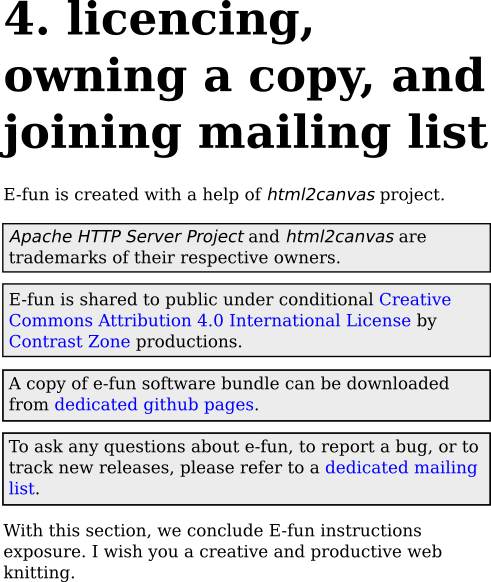 4. licencing,
owning a copy, and
joining mailing list
E-fun is created with a help of html2canvas project.
Apache HTTP Server Project and html2canvas are
trademarks of their respective owners.
E-fun is shared to public under conditional Creative
Commons Attribution 4.0 International License by
Contrast Zone productions.
A copy of e-fun software bundle can be downloaded
from dedicated github pages.
To ask any questions about e-fun, to report a bug, or to
track new releases, please refer to a dedicated mailing
list.
With this section, we conclude E-fun instructions
exposure. I wish you a creative and productive web
knitting.